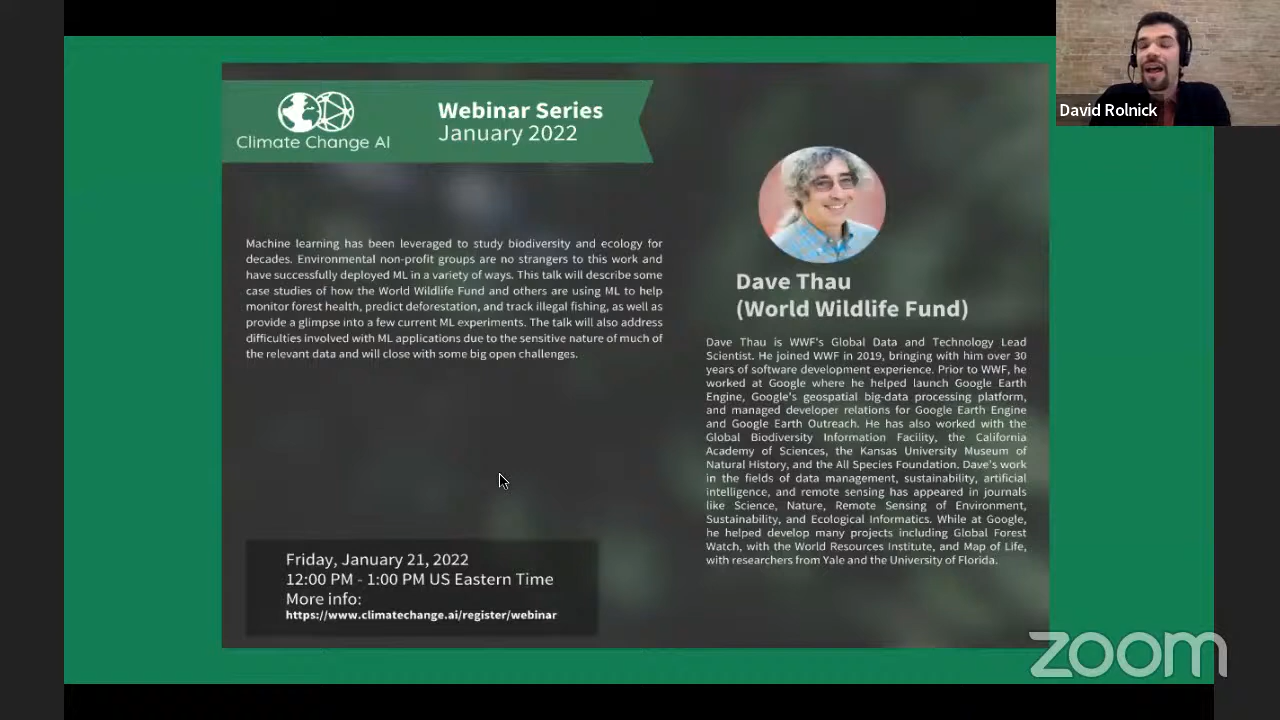 Climate Change AI
Webinar Series
January 2022
Machine learning has been leveraged to study biodiversity and ecology for
decades. Environmental non-profit groups are no strangers to this work and
have successfully deployed ML in a variety of ways. This talk will describe some
case studies of how the World Wildlife Fund and others are using ML to help
monitor forest health, predict deforestation, and track illegal fishing, as well as
provide a glimpse into a few current ML experiments. The talk will also address
difficulties involved with ML applications due to the sensitive nature of much of
the relevant data and will close with some big open challenges.
Friday, January 21, 2022
12:00 PM - 1:00 PM US Eastern Time
More info:
https://www.climatechange.ai/register/webinar
Dave Thau
(World Wildlife Fund)
Dave Thau is WWF's Global Data and Technology Lead
Scientist. He joined WWF in 2019, bringing with him over 30
years of software development experience. Prior to WWF, he
worked at Google where he helped launch Google Earth
Engine, Google's geospatial big-data processing platform,
and managed developer relations for Google Earth Engine
and Google Earth Outreach. He has also worked with the
Global Biodiversity Information Facility, the California
Academy of Sciences, the Kansas University Museum of
Natural History, and the All Species Foundation. Dave's work
in the fields of data management, sustainability, artificial
intelligence, and remote sensing has appeared in journals
like Science, Nature, Remote Sensing of Environment,
Sustainability, and Ecological Informatics. While at Google,
he helped develop many projects including Global Forest
Watch, with the World Resources Institute, and Map of Life,
with researchers from Yale and the University of Florida.
David Rolnick
zoom